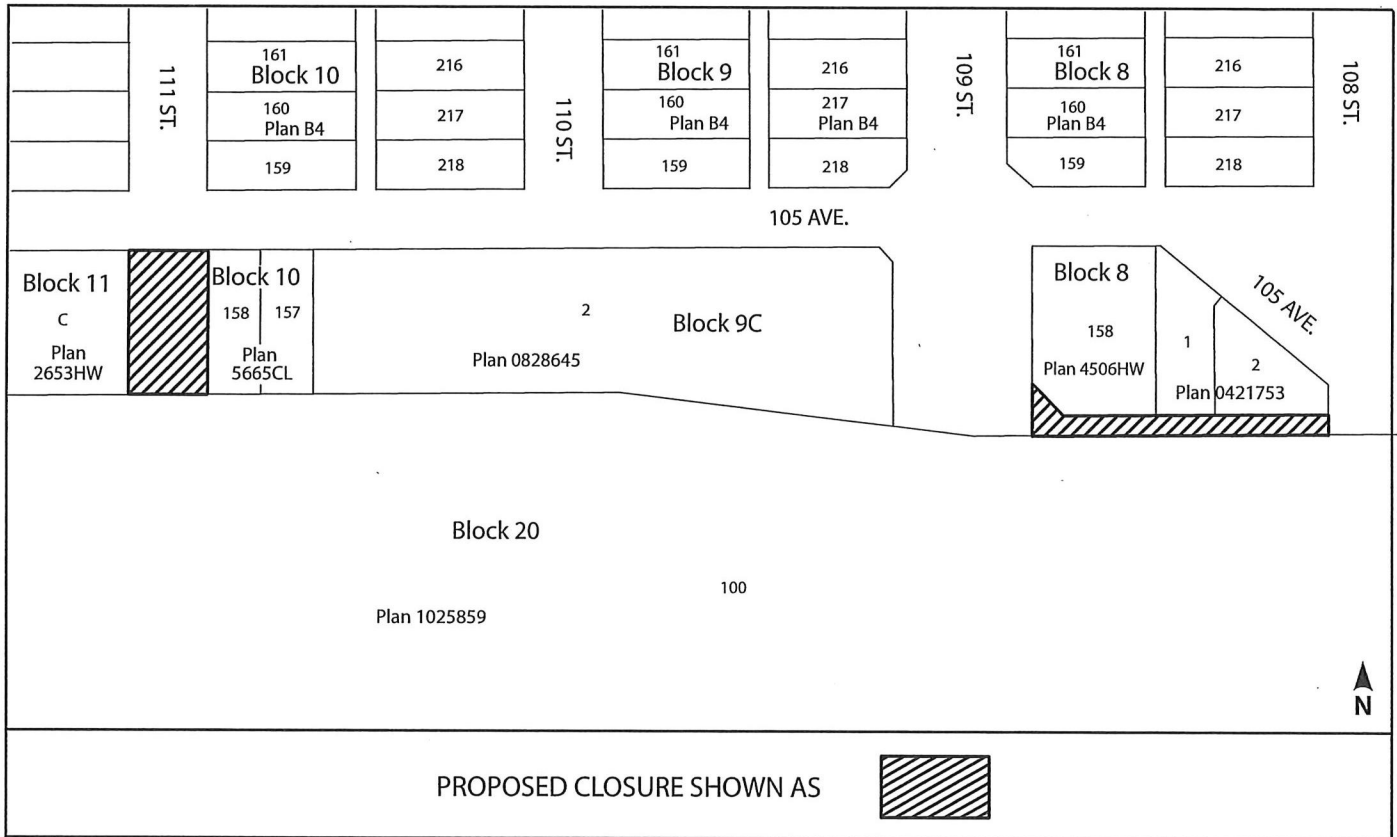 111 ST.
161
Block 10
160
Plan B4
159
216
217
218
110 ST.
161
Block 9
160
Plan B4
159
216
217
Plan B4
218
109 ST.
161
Block 8
160
Plan B4
159
216
217
218
108 ST.
105 AVE.
Block 11
C
Plan
2653HW
Block 10
158
157
Plan
5665CL
2
Block 9C
Plan 0828645
Block 8
158
Plan 4506HW
1
2
Plan 0421753
105 AVE.
Block 20
100
Plan 1025859
N
PROPOSED CLOSURE SHOWN AS